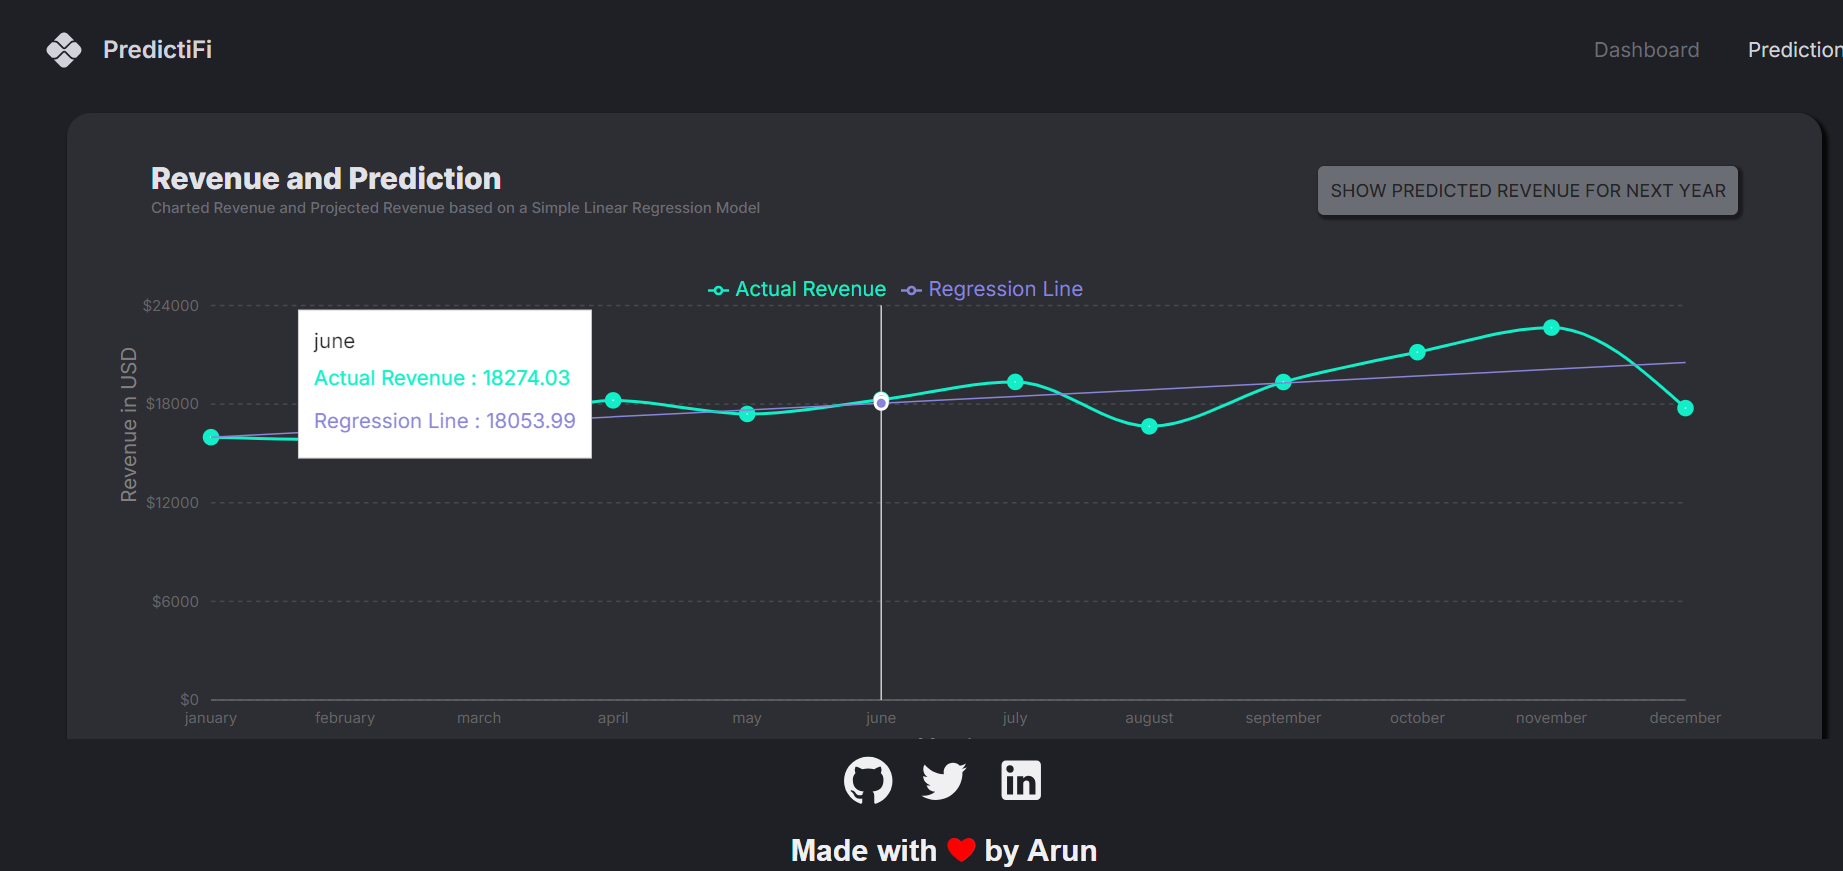 PredictiFi
Dashboard
Prediction
Revenue and Prediction
Charted Revenue and Projected Revenue based on a Simple Linear Regression Model
SHOW PREDICTED REVENUE FOR NEXT YEAR
Actual Revenue
Regression Line
june
Actual Revenue : 18274.03
Regression Line : 18053.99
Revenue in USD
$24000
$18000
$12000
$6000
$0
january
february
march
april
may
june
july
august
september
october
november
december
in
Made with ❤ by Arun